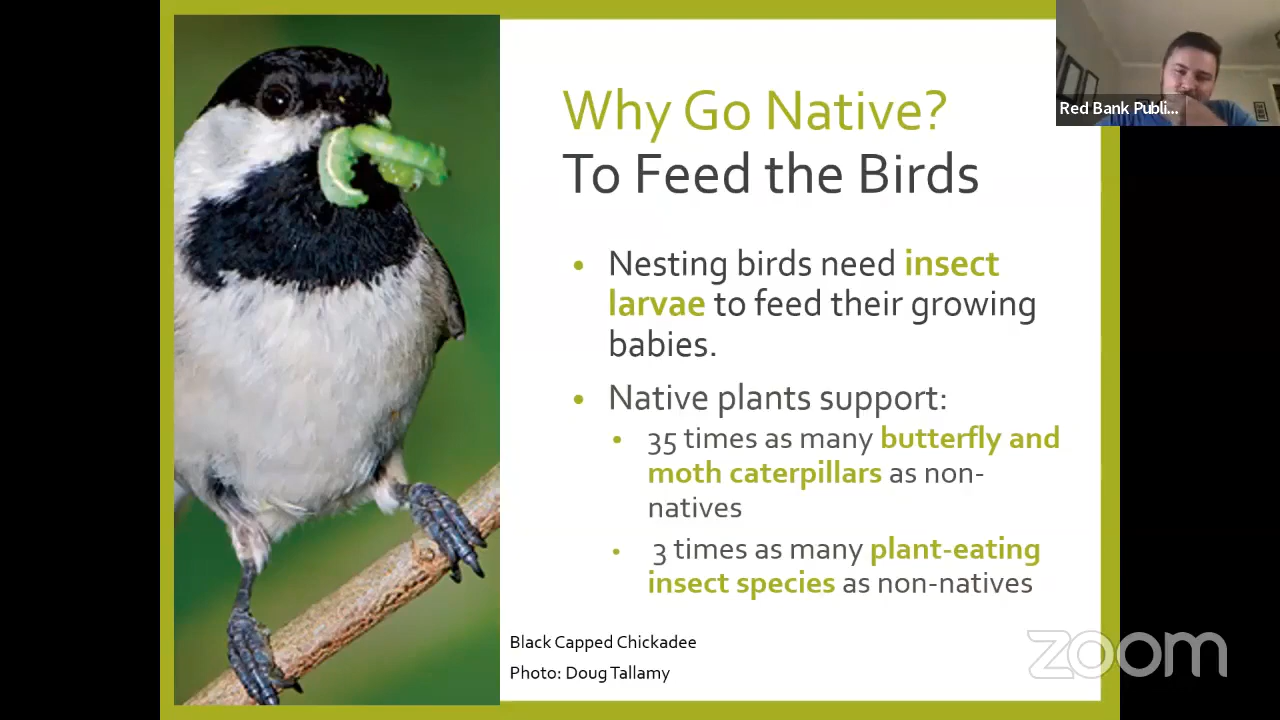 Why Go Native?
To Feed the Birds
• Nesting birds need insect
larvae to feed their growing
babies.
• Native plants support:
• 35 times as many butterfly and
moth caterpillars as non-
natives
• 3 times as many plant-eating
insect species as non-natives
Black Capped Chickadee
Photo: Doug Tallamy
Red Bank Publi...
zoom